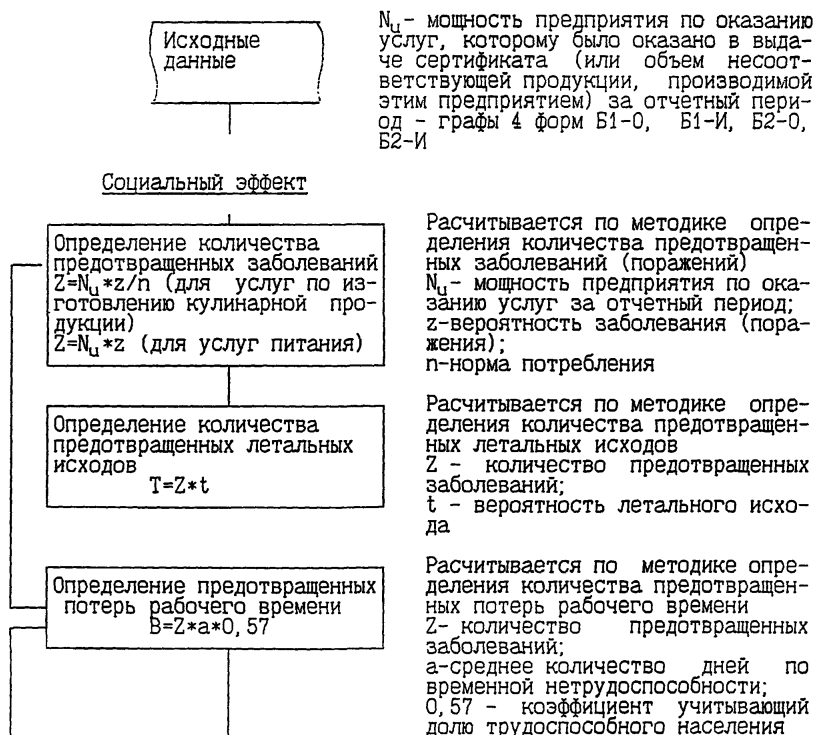 Исходные
данные
Nu- мощность предприятия по оказанию
услуг, которому было оказано в выда-
че сертификата (или объем несоот-
ветствующей продукции, производимой
этим предприятием) за отчетный пери-
од - графы 4 форм Б1-О, Б1-И, Б2-О,
Б2-И
Социальный эффект
Определение количества
предотвращенных заболеваний
Z=Nu*z/n (для услуг по из-
готовлению кулинарной про-
дукции)
Z=Nu*z (для услуг питания)
Расчитывается по методике опре-
деления количества предотвращен-
ных заболеваний (поражений)
Nu- мощность предприятия по ока-
занию услуг за отчетный период;
z-вероятность заболевания (пора-
жения);
n-норма потребления
Определение количества
предотвращенных летальных
исходов
T=Z*t
Расчитывается по методике опре-
деления количества предотвращен-
ных летальных исходов
Z - количество предотвращенных
заболеваний;
t - вероятность летального исхо-
да
Определение предотвращенных
потерь рабочего времени
B=Z*a*0,57
Расчитывается по методике опре-
деления количества предотвращен-
ных потерь рабочего времени
Z- количество предотвращенных
заболеваний;
а-среднее количество дней по
временной нетрудоспособности;
0,57 - коэффициент учитывающий
долю трудоспособного населения